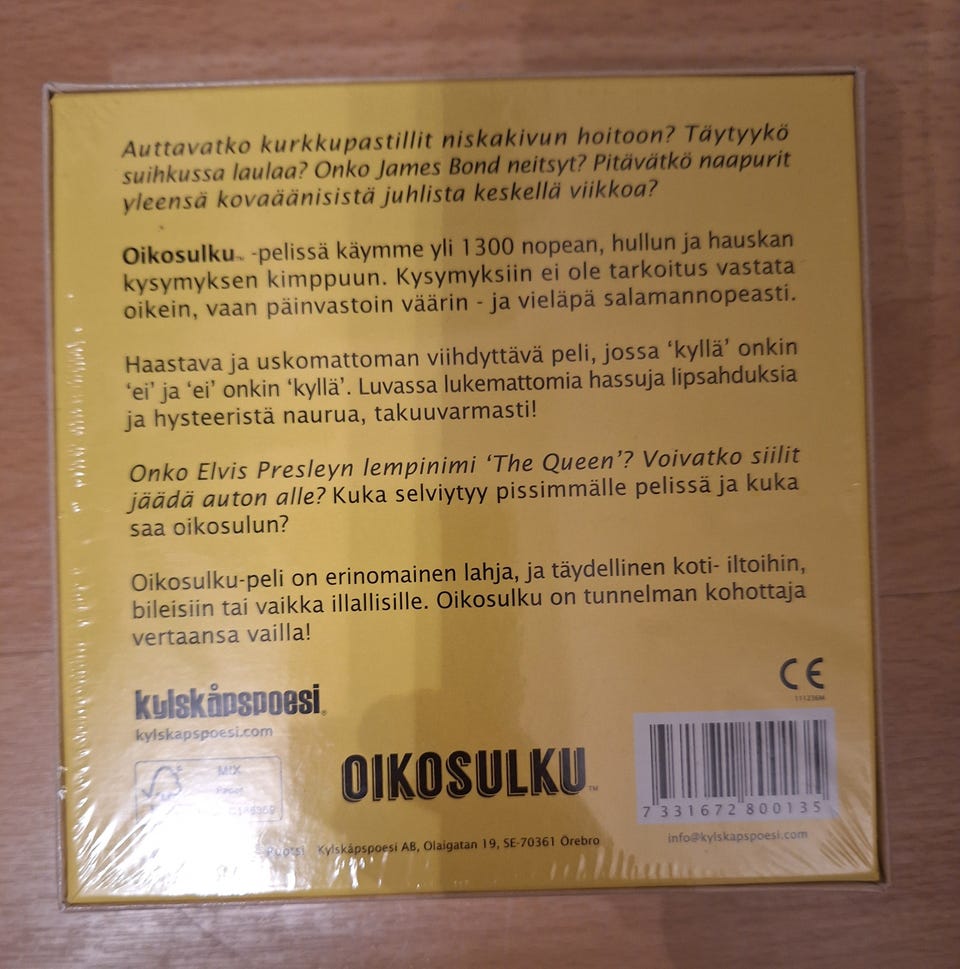 Auttavatko kurkkupastillit niskakivun hoitoon? Täytyykö
suihkussa laulaa? Onko James Bond neitsyt? Pitävätkö naapurit
yleensä kovaäänisistä juhlista keskellä viikkoa?
Oikosulku™ -pelissä käymme yli 1300 nopean, hullun ja hauskan
kysymyksen kimppuun. Kysymyksiin ei ole tarkoitus vastata
oikein, vaan päinvastoin väärin - ja vieläpä salamannopeasti.
Haastava ja uskomattoman viihdyttävä peli, jossa ‘kyllä’ onkin
‘ei’ ja ‘ei’ onkin ‘kyllä’. Luvassa lukemattomia hassuja lipsahduksia
ja hysteeristä naurua, takuuvarmasti!
Onko Elvis Presleyn lempinimi ‘The Queen’? Voivatko siilit
jäädä auton alle? Kuka selviytyy pissimmälle pelissä ja kuka
saa oikosulun?
Oikosulku-peli on erinomainen lahja, ja täydellinen koti- iltoihin,
bileisiin tai vaikka illallisille. Oikosulku on tunnelman kohottaja
vertaansa vailla!
CE
111236M
kylskåpspoesi®
kylskapspoesi.com
FSC
MIX
Paper
OIKOSULKU™
7 331672 800135
info@kylskapspoesi.com
Ruotsi Kylskåpspoesi AB, Olaigatan 19, SE-70361 Örebro